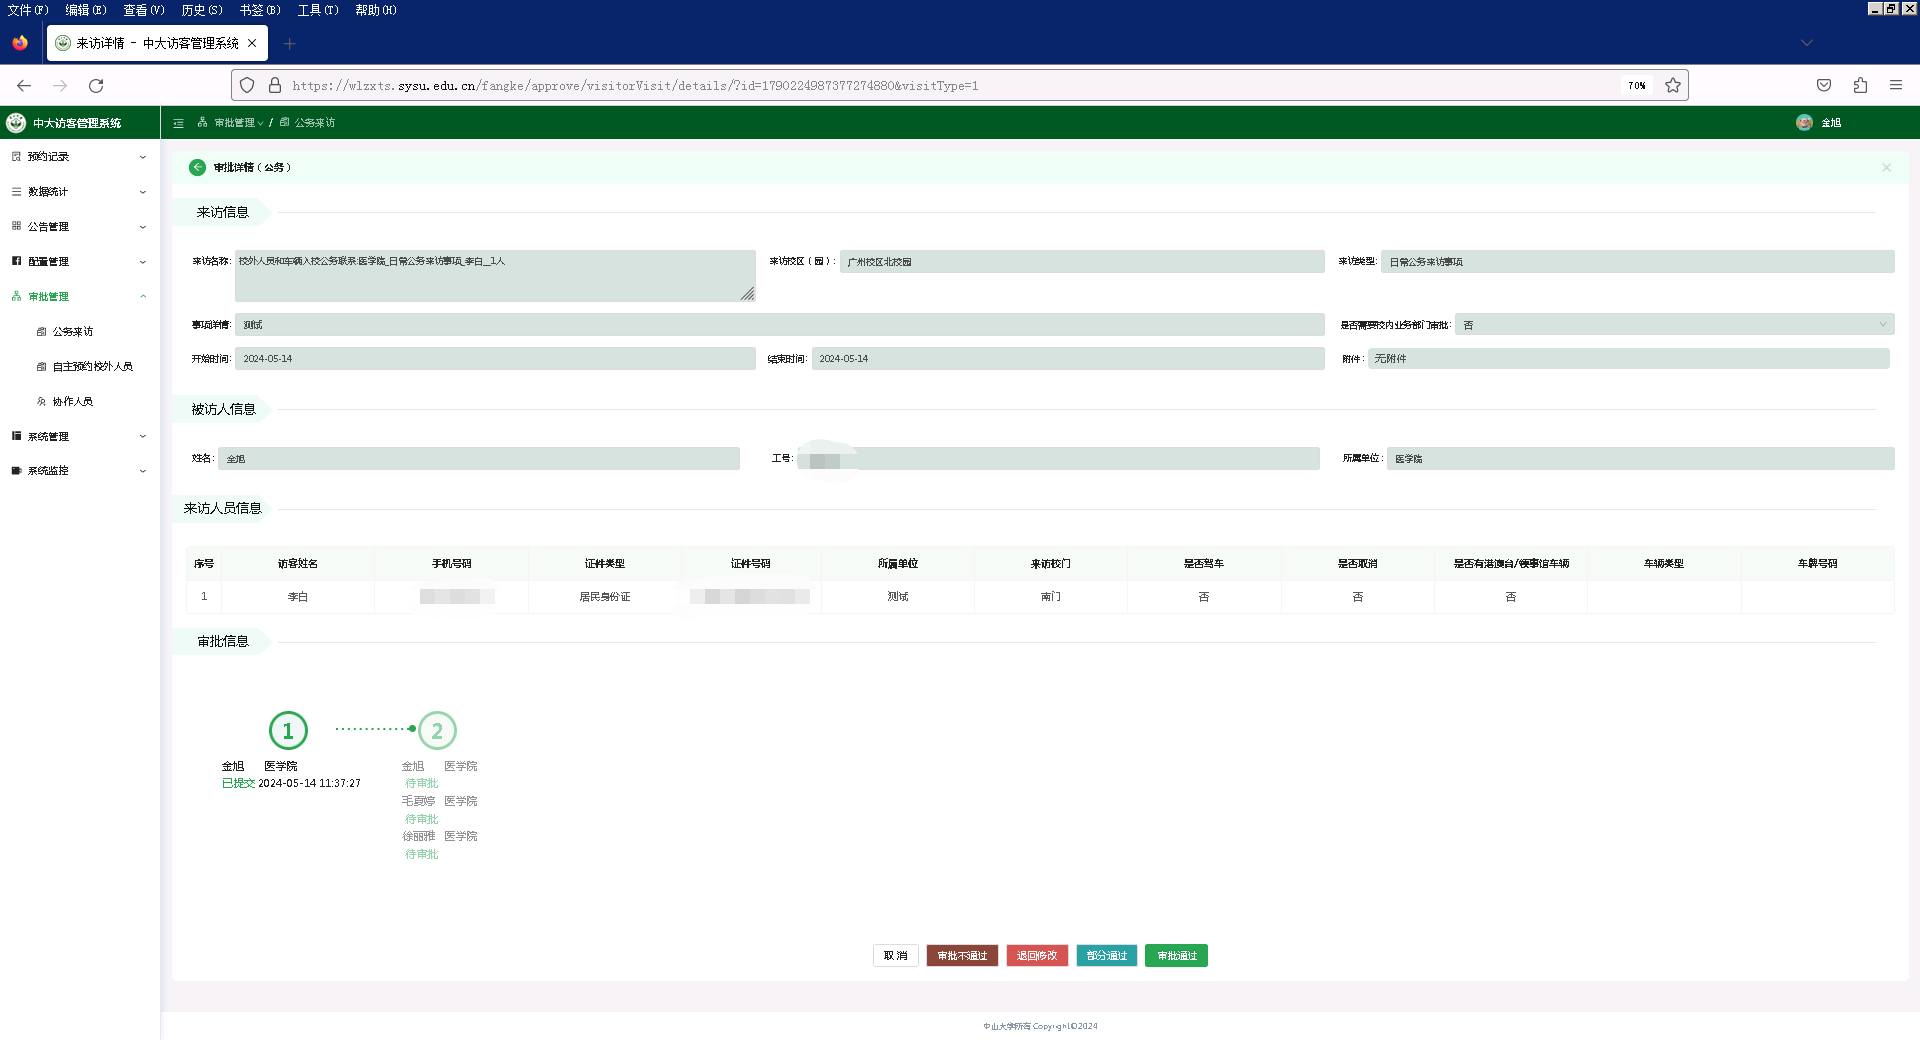 文件(F) 编辑(E) 查看(V) 历史(S) 书签(B) 工具(T) 帮助(H)
来访详情 - 中大访客管理系统
https://wlzxts.sysu.edu.cn/fangke/approve/visitorVisit/details/?id=1790224987377274880&visitType=1
70%
中大访客管理系统
审批管理 / 公务来访
金旭
预约记录
数据统计
公告管理
配置管理
审批管理
公务来访
自主预约校外人员
协作人员
系统管理
系统监控
审批详情（公务）
来访信息
来访名称: 校外人员和车辆入校公务联系:医学院_日常公务来访事项_李白__1人
来访校区（园）: 广州校区北校园
来访类型: 日常公务来访事项
事项详情: 测试
是否需要校内业务部门审批: 否
开始时间: 2024-05-14
结束时间: 2024-05-14
附件: 无附件
被访人信息
姓名: 金旭
工号:
所属单位: 医学院
来访人员信息
序号 访客姓名 手机号码 证件类型 证件号码 所属单位 来访校门 是否驾车 是否取消 是否有港澳台/领事馆车辆 车辆类型 车牌号码
1 李白 居民身份证 测试 南门 否 否 否
审批信息
1
金旭 医学院
已提交 2024-05-14 11:37:27
2
金旭 医学院
待审批
毛夏婷 医学院
待审批
徐丽雅 医学院
待审批
取 消 审批不通过 退回修改 部分通过 审批通过
中山大学所有 Copyright©2024